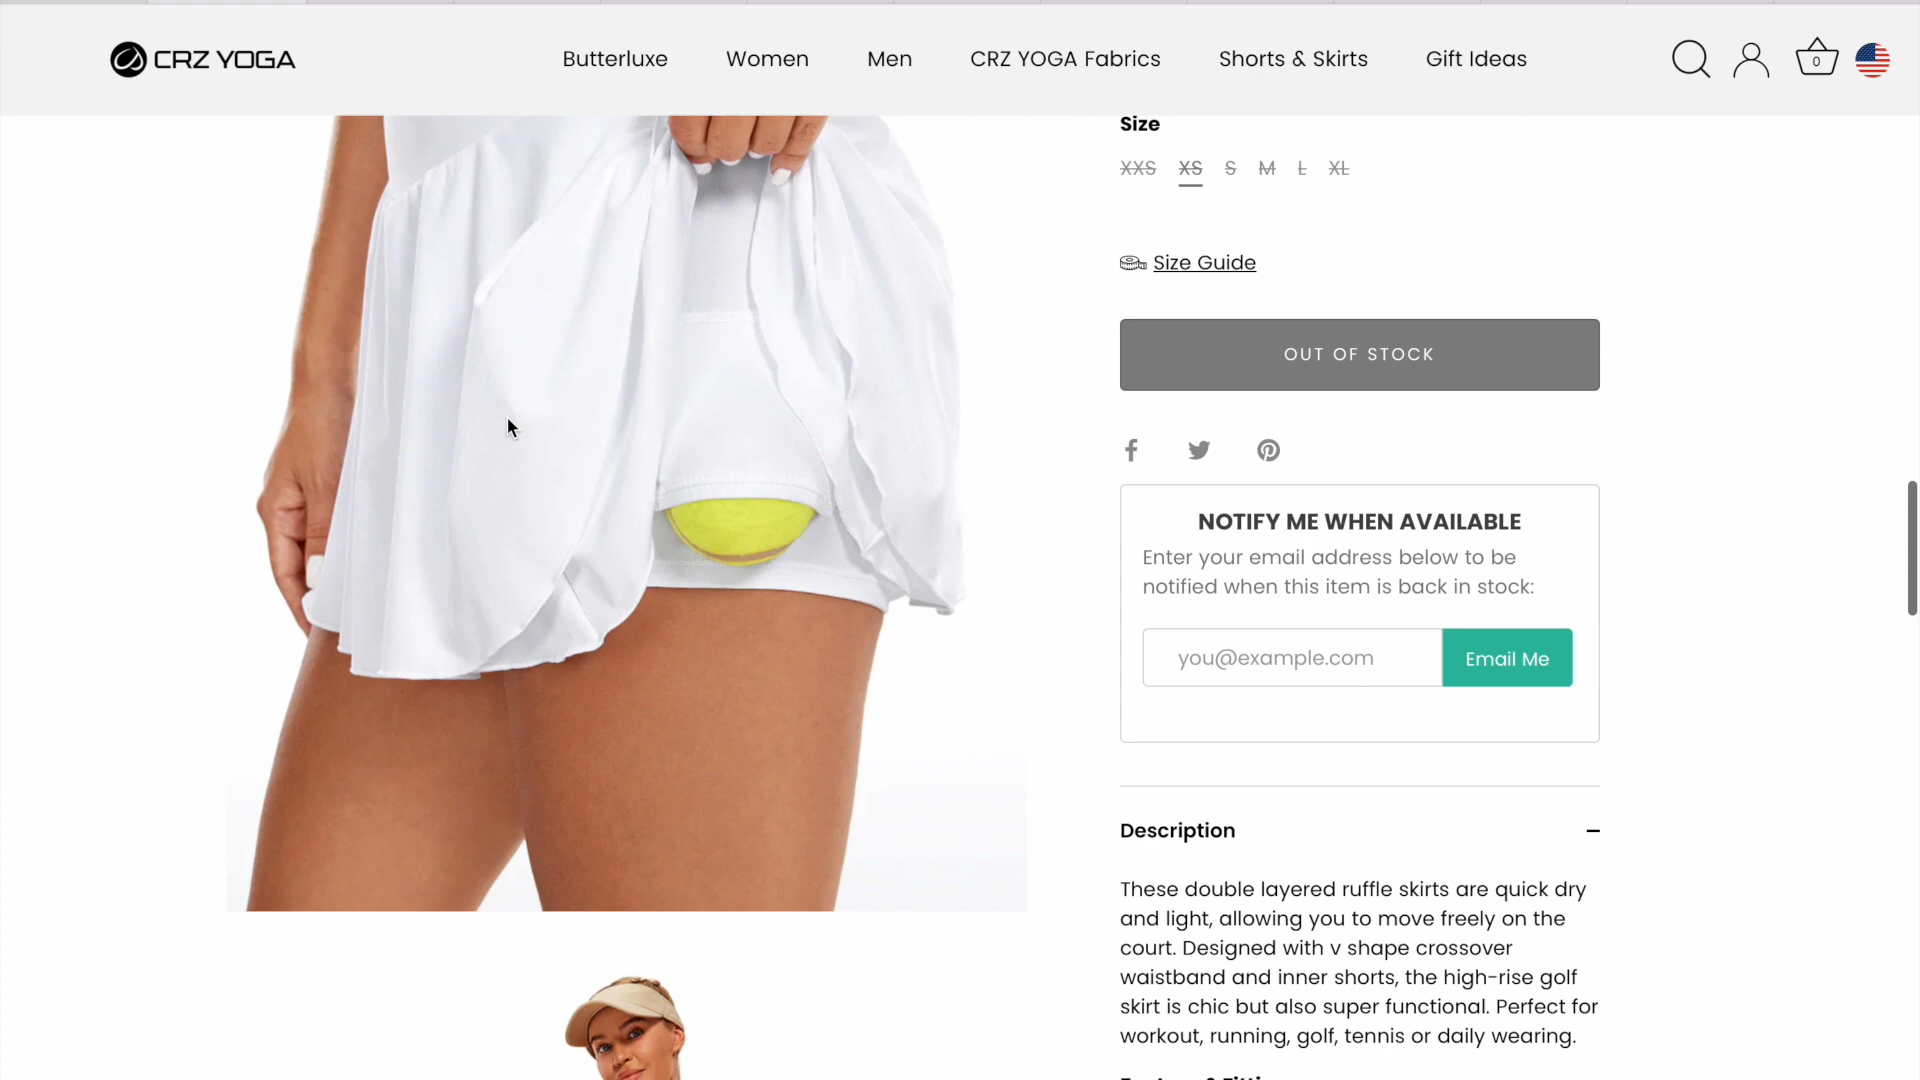 CRZ YOGA
Butterluxe
Women
Men
CRZ YOGA Fabrics
Shorts & Skirts
Gift Ideas
0
Size
XXS XS S M L XL
Size Guide
OUT OF STOCK
NOTIFY ME WHEN AVAILABLE
Enter your email address below to be
notified when this item is back in stock:
you@example.com
Email Me
Description
These double layered ruffle skirts are quick dry
and light, allowing you to move freely on the
court. Designed with v shape crossover
waistband and inner shorts, the high-rise golf
skirt is chic but also super functional. Perfect for
workout, running, golf, tennis or daily wearing.